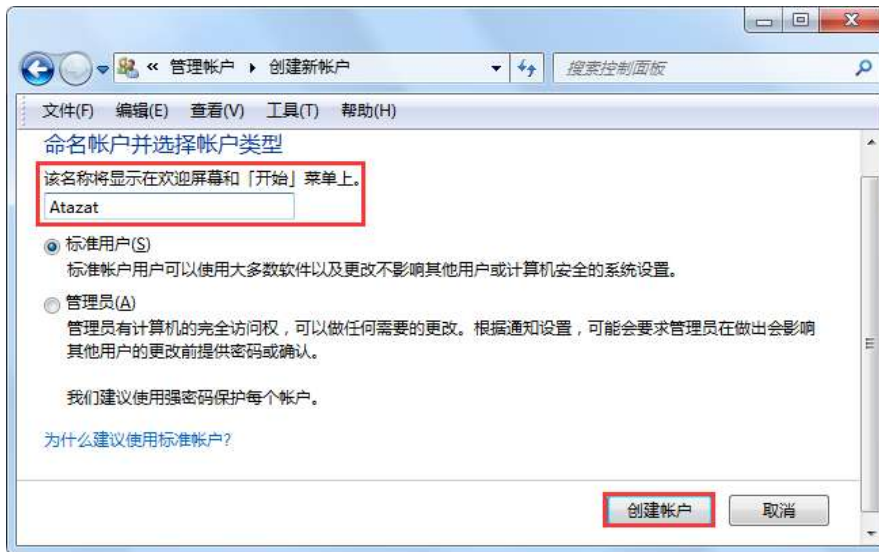 « 管理帐户 ▸ 创建新帐户
搜索控制面板
文件(F) 编辑(E) 查看(V) 工具(T) 帮助(H)
命名帐户并选择帐户类型
该名称将显示在欢迎屏幕和「开始」菜单上。
Atazat
标准用户(S)
标准帐户用户可以使用大多数软件以及更改不影响其他用户或计算机安全的系统设置。
管理员(A)
管理员有计算机的完全访问权，可以做任何需要的更改。根据通知设置，可能会要求管理员在做出会影响
其他用户的更改前提供密码或确认。
我们建议使用强密码保护每个帐户。
为什么建议使用标准帐户?
创建帐户 取消